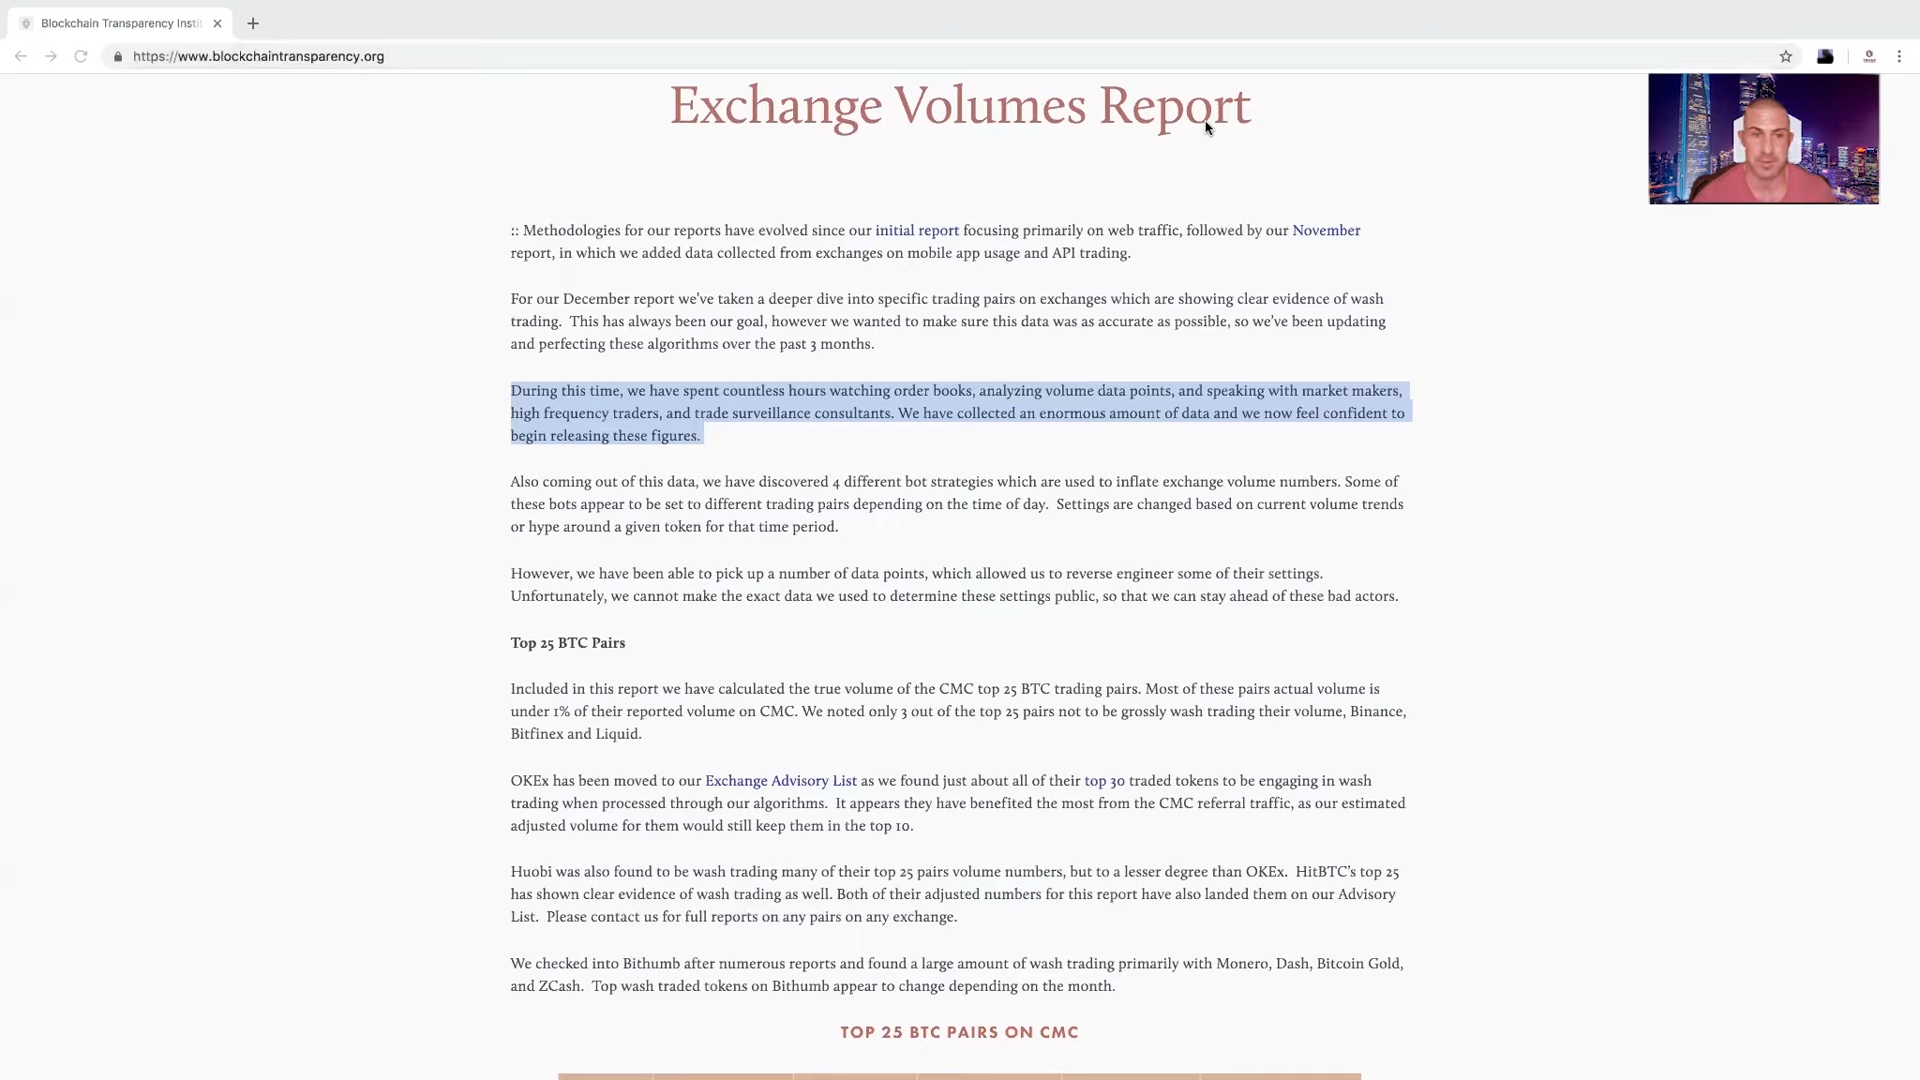 Blockchain Transparency Insti
https://www.blockchaintransparency.org
Exchange Volumes Report
:: Methodologies for our reports have evolved since our initial report focusing primarily on web traffic, followed by our November
report, in which we added data collected from exchanges on mobile app usage and API trading.
For our December report we've taken a deeper dive into specific trading pairs on exchanges which are showing clear evidence of wash
trading.  This has always been our goal, however we wanted to make sure this data was as accurate as possible, so we've been updating
and perfecting these algorithms over the past 3 months.
During this time, we have spent countless hours watching order books, analyzing volume data points, and speaking with market makers,
high frequency traders, and trade surveillance consultants. We have collected an enormous amount of data and we now feel confident to
begin releasing these figures.
Also coming out of this data, we have discovered 4 different bot strategies which are used to inflate exchange volume numbers. Some of
these bots appear to be set to different trading pairs depending on the time of day.  Settings are changed based on current volume trends
or hype around a given token for that time period.
However, we have been able to pick up a number of data points, which allowed us to reverse engineer some of their settings.
Unfortunately, we cannot make the exact data we used to determine these settings public, so that we can stay ahead of these bad actors.
Top 25 BTC Pairs
Included in this report we have calculated the true volume of the CMC top 25 BTC trading pairs. Most of these pairs actual volume is
under 1% of their reported volume on CMC. We noted only 3 out of the top 25 pairs not to be grossly wash trading their volume, Binance,
Bitfinex and Liquid.
OKEx has been moved to our Exchange Advisory List as we found just about all of their top 30 traded tokens to be engaging in wash
trading when processed through our algorithms.  It appears they have benefited the most from the CMC referral traffic, as our estimated
adjusted volume for them would still keep them in the top 10.
Huobi was also found to be wash trading many of their top 25 pairs volume numbers, but to a lesser degree than OKEx.  HitBTC's top 25
has shown clear evidence of wash trading as well. Both of their adjusted numbers for this report have also landed them on our Advisory
List.  Please contact us for full reports on any pairs on any exchange.
We checked into Bithumb after numerous reports and found a large amount of wash trading primarily with Monero, Dash, Bitcoin Gold,
and ZCash.  Top wash traded tokens on Bithumb appear to change depending on the month.
TOP 25 BTC PAIRS ON CMC